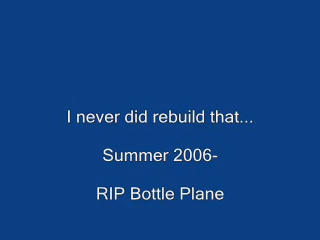 I never did rebuild that...
Summer 2006-
RIP Bottle Plane